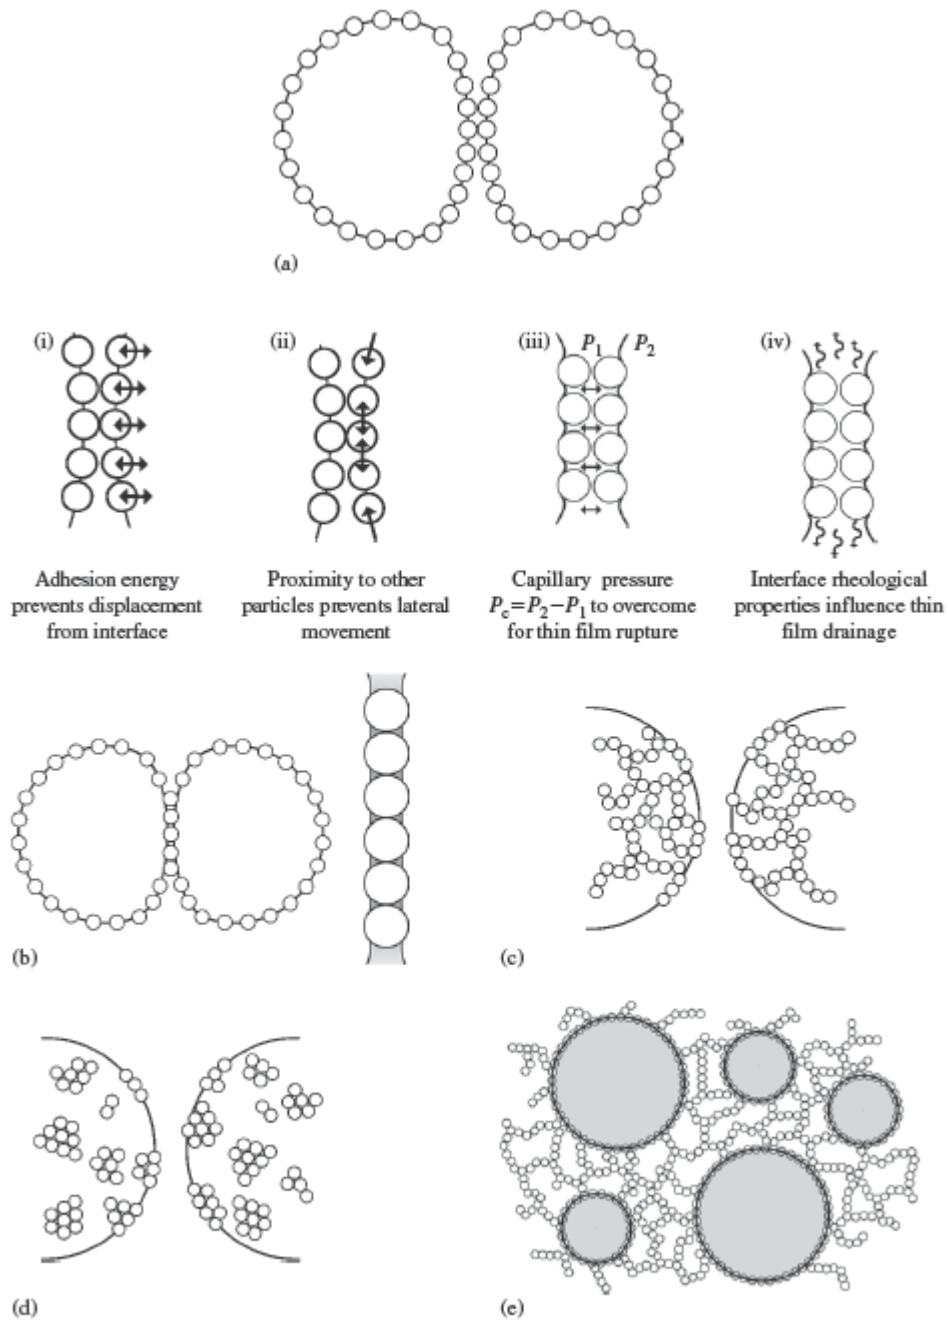 (a)
(i)
(ii)
(iii)
P1 P2
(iv)
Adhesion energy
prevents displacement
from interface
Proximity to other
particles prevents lateral
movement
Capillary pressure
Pc=P2−P1 to overcome
for thin film rupture
Interface rheological
properties influence thin
film drainage
(b)
(c)
(d)
(e)